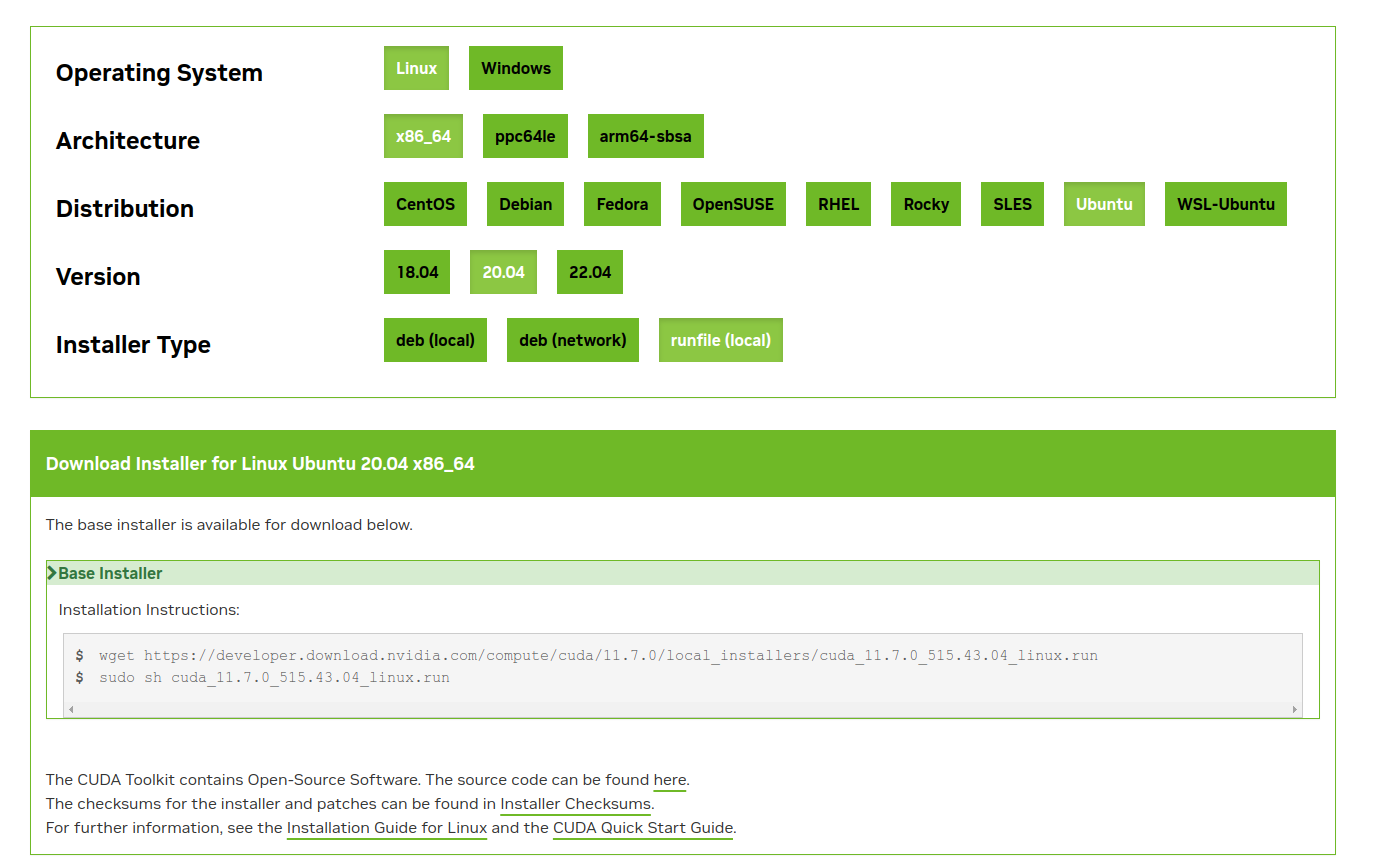 Operating System Linux Windows
Architecture x86_64 ppc64le arm64-sbsa
Distribution CentOS Debian Fedora OpenSUSE RHEL Rocky SLES Ubuntu WSL-Ubuntu
Version 18.04 20.04 22.04
Installer Type deb (local) deb (network) runfile (local)
Download Installer for Linux Ubuntu 20.04 x86_64
The base installer is available for download below.
Base Installer
Installation Instructions:
$ wget https://developer.download.nvidia.com/compute/cuda/11.7.0/local_installers/cuda_11.7.0_515.43.04_linux.run
$ sudo sh cuda_11.7.0_515.43.04_linux.run
The CUDA Toolkit contains Open-Source Software. The source code can be found here.
The checksums for the installer and patches can be found in Installer Checksums.
For further information, see the Installation Guide for Linux and the CUDA Quick Start Guide.